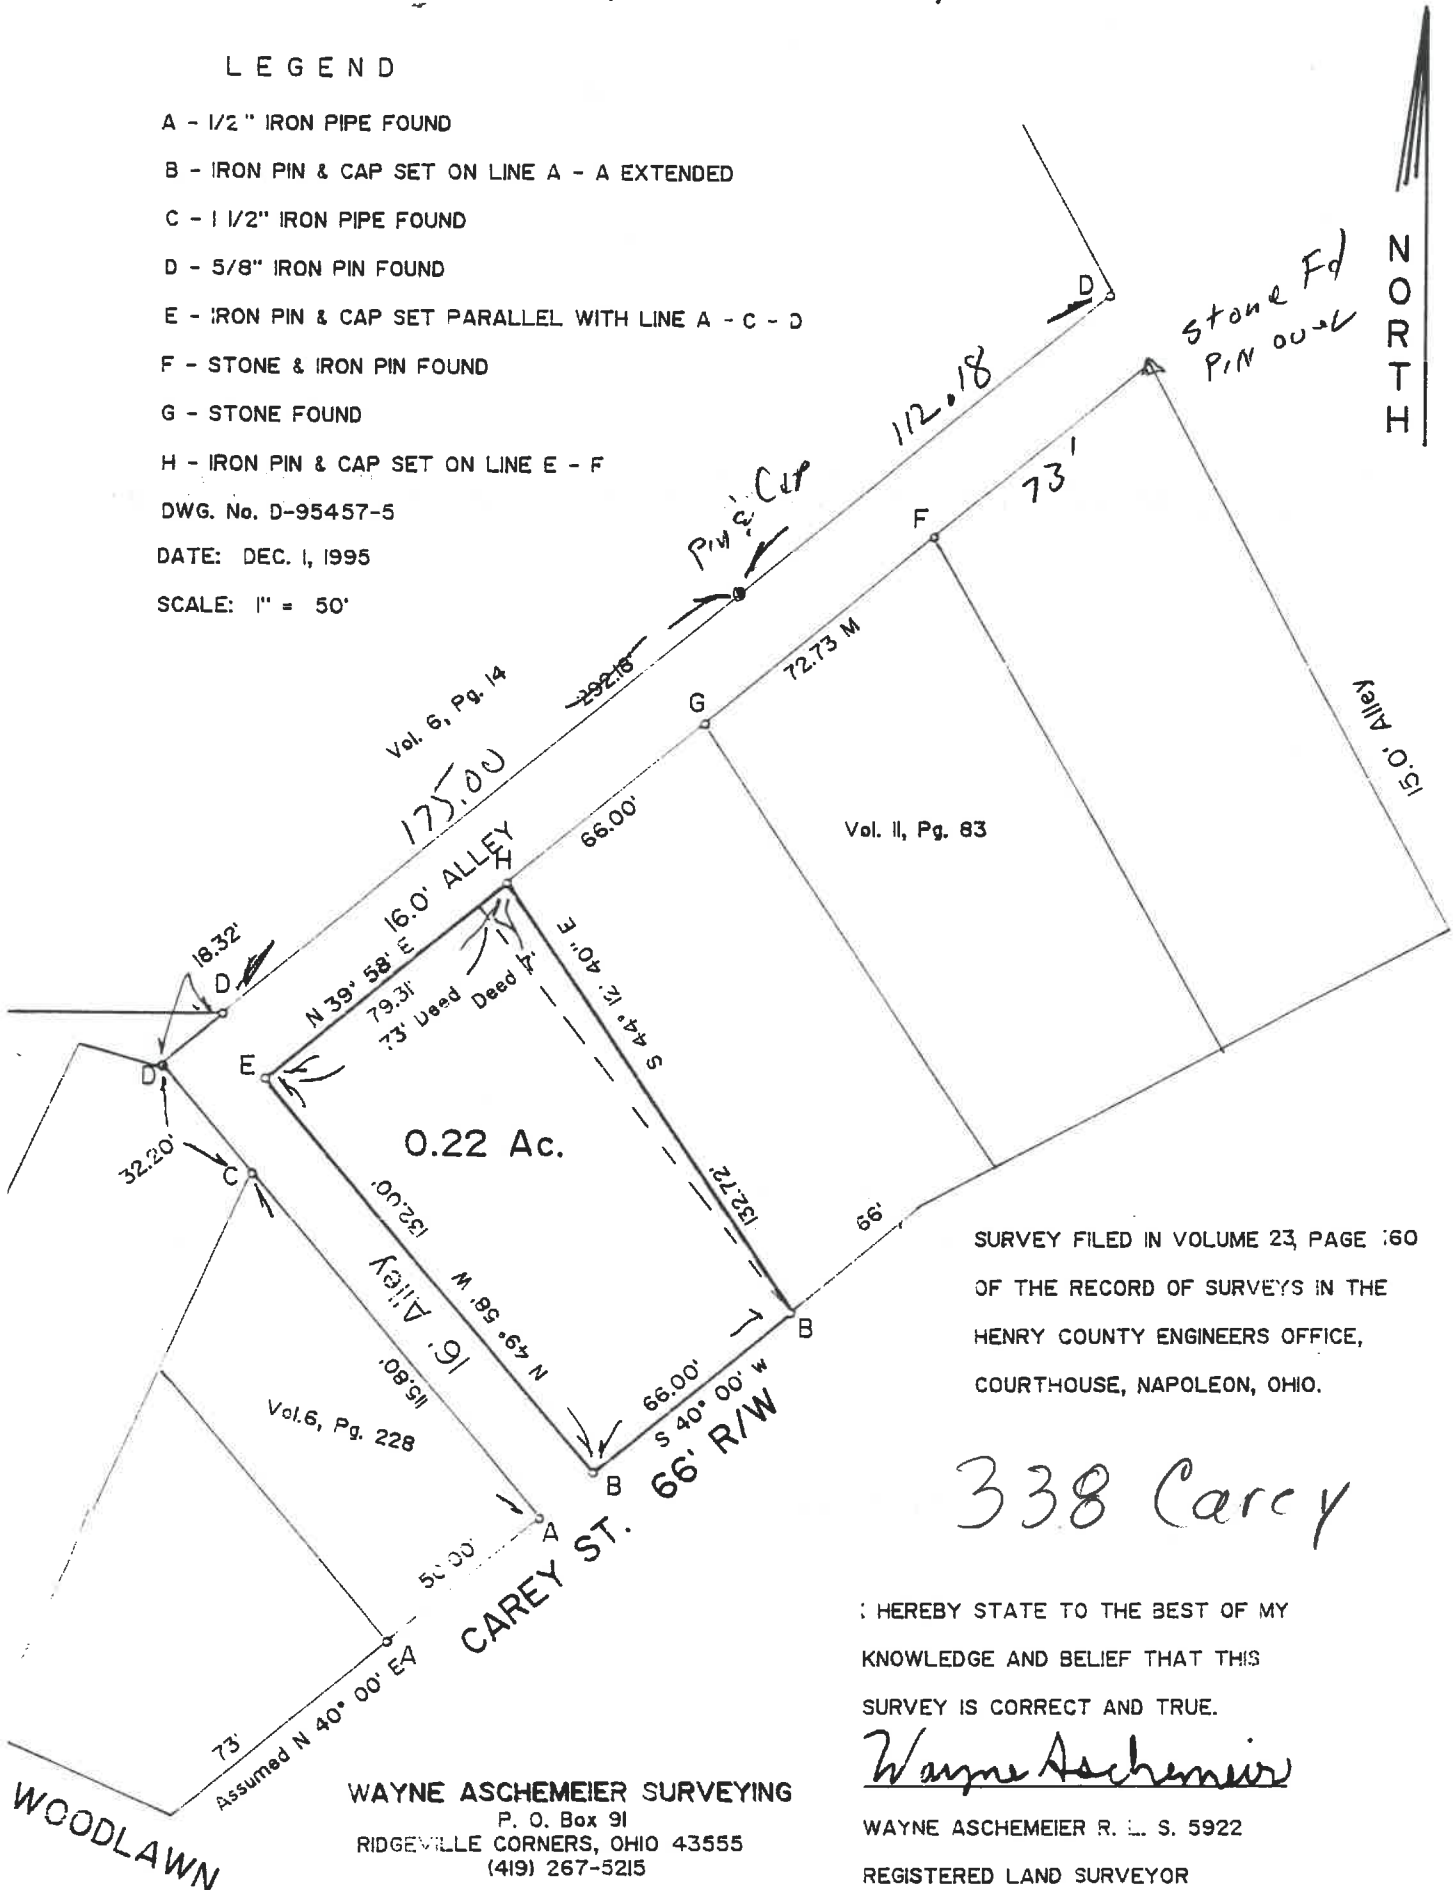 LEGEND
A - 1/2" IRON PIPE FOUND
B - IRON PIN & CAP SET ON LINE A - A EXTENDED
C - 1 1/2" IRON PIPE FOUND
D - 5/8" IRON PIN FOUND
E - IRON PIN & CAP SET PARALLEL WITH LINE A - C - D
F - STONE & IRON PIN FOUND
G - STONE FOUND
H - IRON PIN & CAP SET ON LINE E - F
DWG. No. D-95457-5
DATE: DEC. 1, 1995
SCALE: 1" = 50'
NORTH
D
Stone Fd
PIN over
112.18
73'
Pin & Cap
F
292.18'
72.73 M
Vol. 6, Pg. 14
G
15.0' Alley
175.00
66.00'
Vol. II, Pg. 83
16.0' ALLEY
H
18.32'
D
N 39° 58' E
79.31'
73' Deed
Deed
S 44° 12' 40" E
D
E
0.22 Ac.
32.20'
C
132.00'
N 49° 58' W
132.72'
66'
16' Alley
115.80'
B
SURVEY FILED IN VOLUME 23, PAGE 160
OF THE RECORD OF SURVEYS IN THE
HENRY COUNTY ENGINEERS OFFICE,
COURTHOUSE, NAPOLEON, OHIO.
66.00'
S 40° 00' W
66' R/W
Vol.6, Pg. 228
B
338 Carey
A
50.00'
CAREY ST.
A
Assumed N 40° 00' E
73'
WOODLAWN
I HEREBY STATE TO THE BEST OF MY
KNOWLEDGE AND BELIEF THAT THIS
SURVEY IS CORRECT AND TRUE.
Wayne Aschemeier
WAYNE ASCHEMEIER R. L. S. 5922
REGISTERED LAND SURVEYOR
WAYNE ASCHEMEIER SURVEYING
P. O. Box 91
RIDGEVILLE CORNERS, OHIO 43555
(419) 267-5215